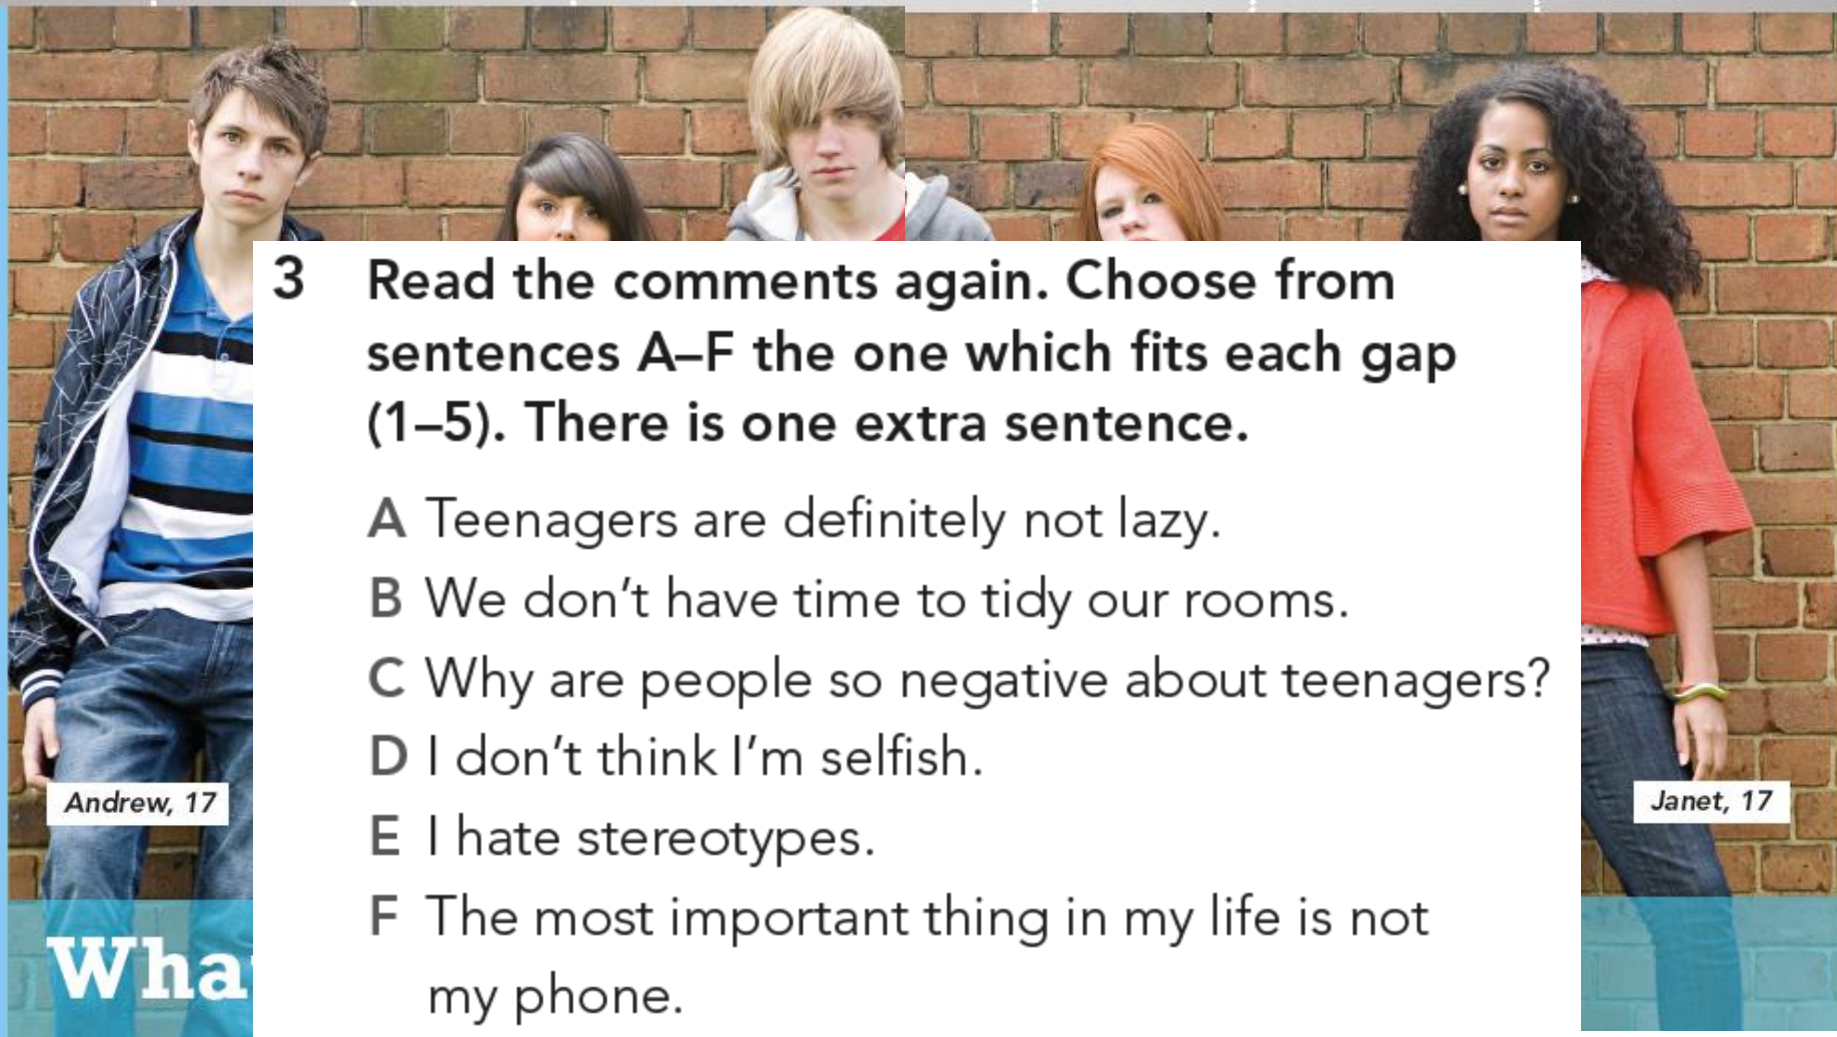 3 Read the comments again. Choose from
sentences A–F the one which fits each gap
(1–5). There is one extra sentence.
A Teenagers are definitely not lazy.
B We don't have time to tidy our rooms.
C Why are people so negative about teenagers?
D I don't think I'm selfish.
E I hate stereotypes.
F The most important thing in my life is not
my phone.
Andrew, 17
Janet, 17